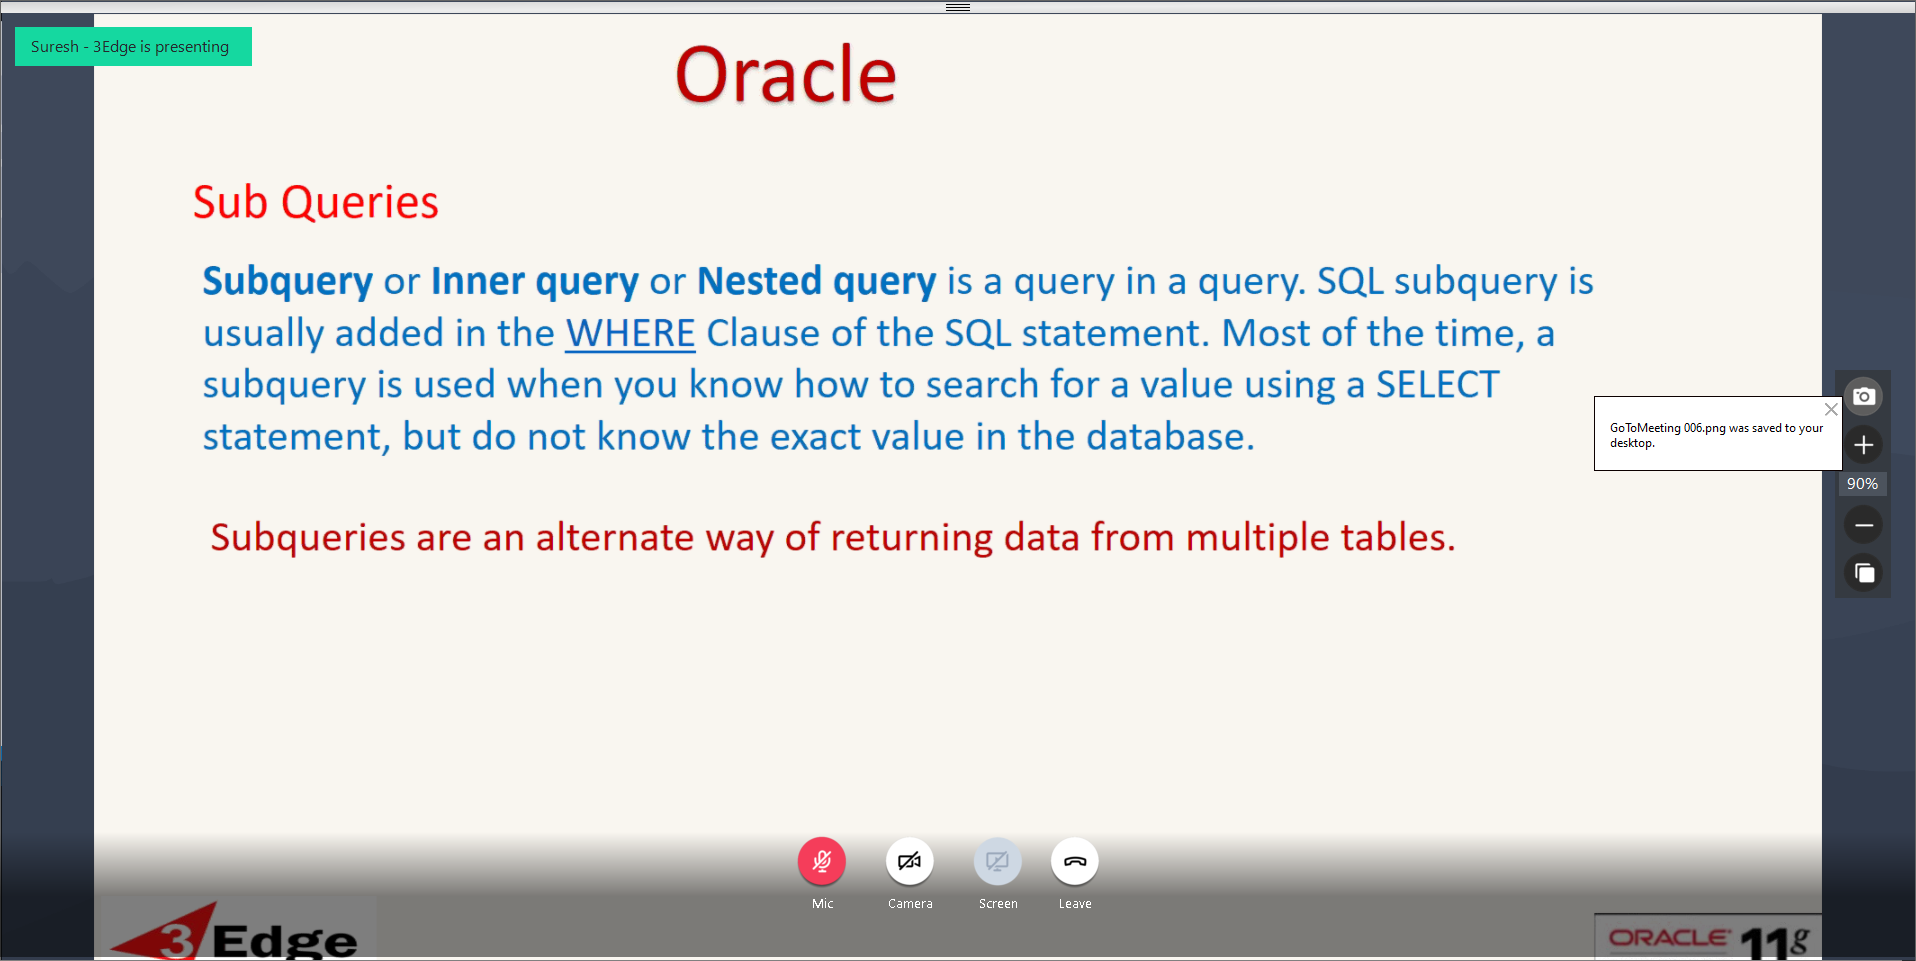 Suresh - 3Edge is presenting
Oracle
Sub Queries
Subquery or Inner query or Nested query is a query in a query. SQL subquery is
usually added in the WHERE Clause of the SQL statement. Most of the time, a
subquery is used when you know how to search for a value using a SELECT
statement, but do not know the exact value in the database.
GoToMeeting 006.png was saved to your
desktop.
90%
Subqueries are an alternate way of returning data from multiple tables.
Mic
Camera
Screen
Leave
3Edge
ORACLE 11g